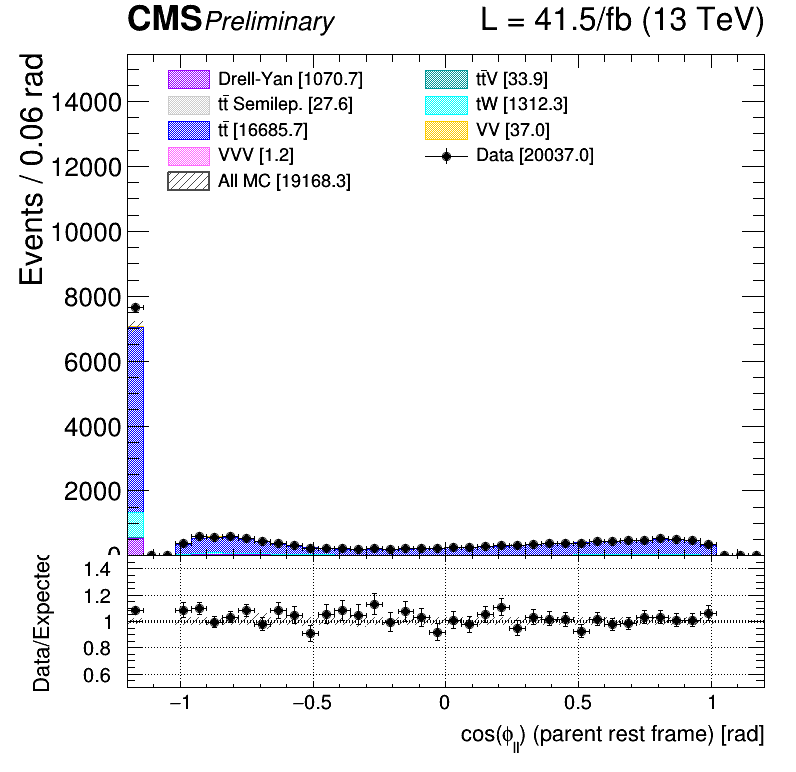 CMS Preliminary L = 41.5/fb (13 TeV)
Events / 0.06 rad
Drell-Yan [1070.7]
tt̄ Semilep. [27.6]
tt̄ [16685.7]
VVV [1.2]
All MC [19168.3]
tt̄V [33.9]
tW [1312.3]
VV [37.0]
Data [20037.0]
14000
12000
10000
8000
6000
4000
2000
0
Data/Expected
1.4
1.2
1
0.8
0.6
−1 −0.5 0 0.5 1
cos(ϕ_ll) (parent rest frame) [rad]